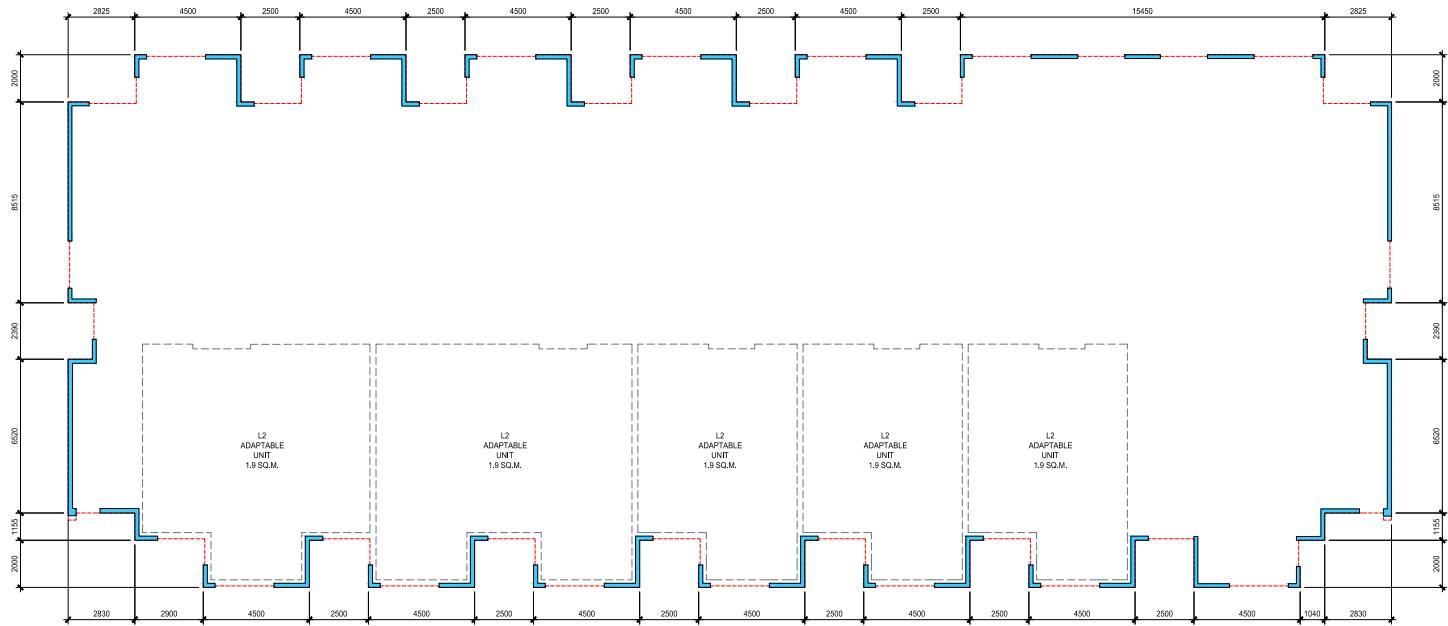 2825 4500 2500 4500 2500 4500 2500 4500 2500 4500 2500 15450 2825
2000 2000
8515 8515
2390 2390
6520 6520
L2 L2 L2 L2 L2
ADAPTABLE ADAPTABLE ADAPTABLE ADAPTABLE ADAPTABLE
UNIT UNIT UNIT UNIT UNIT
1.9 SQ.M. 1.9 SQ.M. 1.9 SQ.M. 1.9 SQ.M. 1.9 SQ.M.
1155 1155
2000 2000
2830 2900 4500 2500 4500 2500 4500 2500 4500 2500 4500 2500 4500 2500 4500 1040 2830